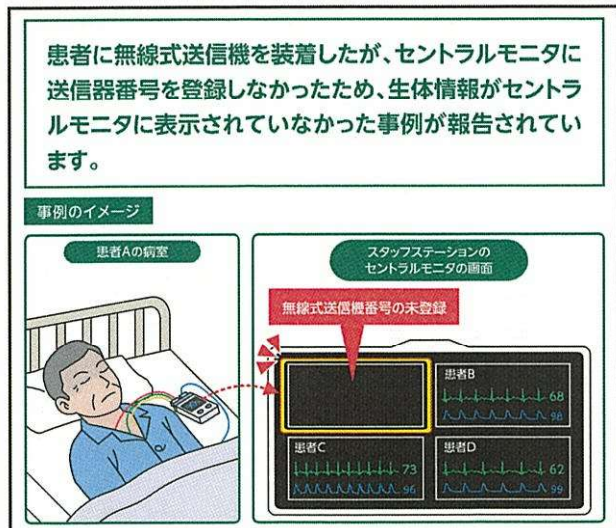 患者に無線式送信機を装着したが、セントラルモニタに
送信器番号を登録しなかったため、生体情報がセントラ
ルモニタに表示されていなかった事例が報告されてい
ます。
事例のイメージ
患者Aの病室
スタッフステーションの
セントラルモニタの画面
無線式送信機番号の未登録
患者B
68
98
患者C
73
96
患者D
62
99